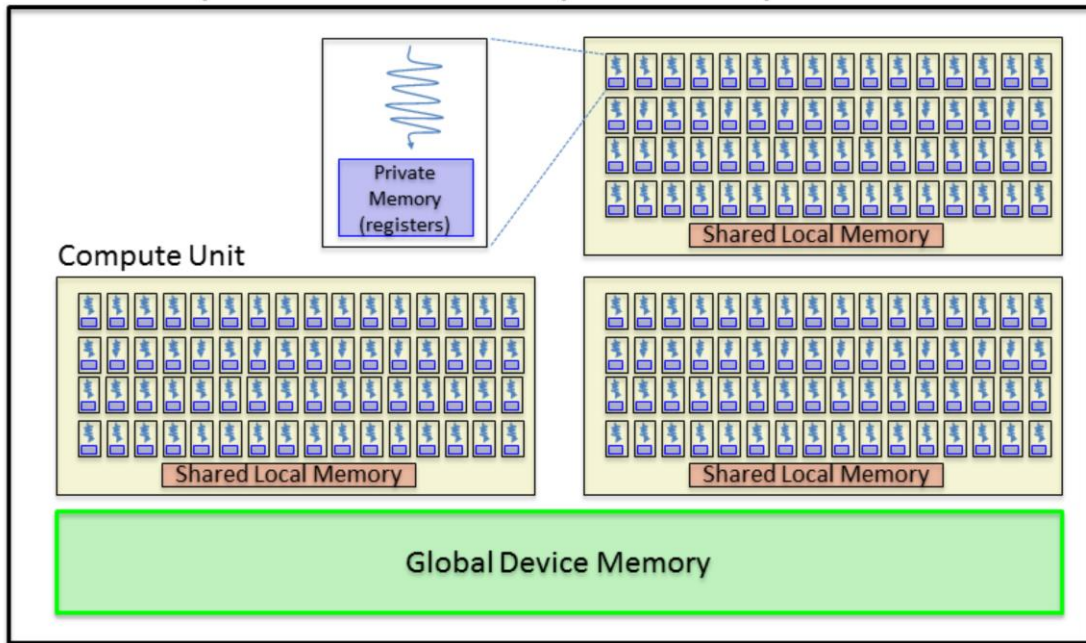 Private
Memory
(registers)
Shared Local Memory
Compute Unit
Shared Local Memory
Shared Local Memory
Global Device Memory